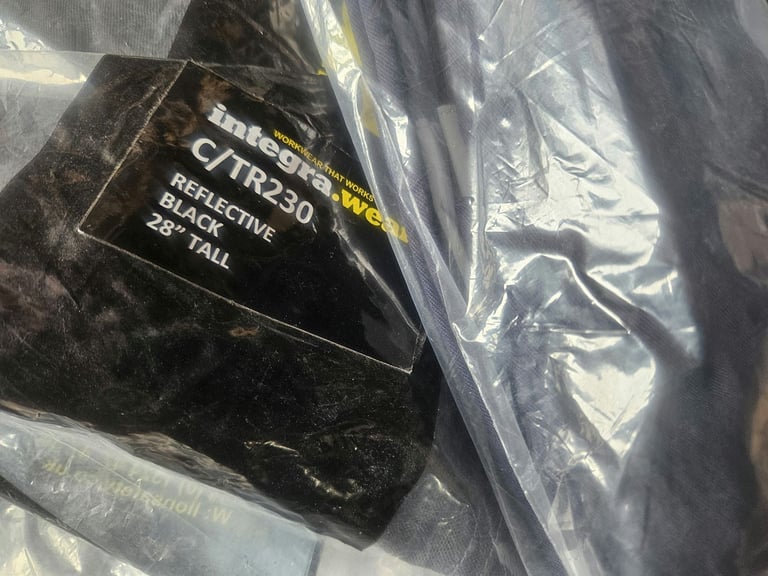 integra.wear
WORKWEAR THAT WORKS
C/TR230
REFLECTIVE
BLACK
28" TALL